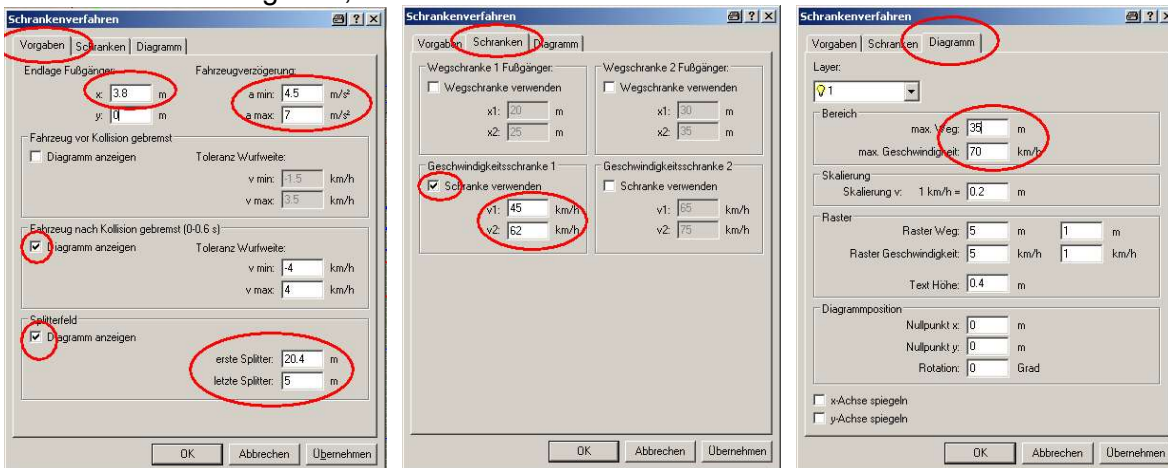 Schrankenverfahren
Vorgaben Schranken Diagramm
Endlage Fußgänger:
x: 3.8 m
y: 0 m
Fahrzeugverzögerung:
a min: 4.5 m/s²
a max: 7 m/s²
Fahrzeug vor Kollision gebremst
Diagramm anzeigen
Toleranz Wurfweite:
v min: -1.5 km/h
v max: 3.5 km/h
Fahrzeug nach Kollision gebremst (0-0.6 s)
Diagramm anzeigen
Toleranz Wurfweite:
v min: -4 km/h
v max: 4 km/h
Splitterfeld
Diagramm anzeigen
erste Splitter: 20.4 m
letzte Splitter: 5 m
OK Abbrechen Übernehmen
Schrankenverfahren
Vorgaben Schranken Diagramm
Wegschranke 1 Fußgänger:
Wegschranke verwenden
x1: 20 m
x2: 25 m
Wegschranke 2 Fußgänger:
Wegschranke verwenden
x1: 30 m
x2: 35 m
Geschwindigkeitsschranke 1
Schranke verwenden
v1: 45 km/h
v2: 62 km/h
Geschwindigkeitsschranke 2
Schranke verwenden
v1: 65 km/h
v2: 75 km/h
OK Abbrechen Übernehmen
Schrankenverfahren
Vorgaben Schranken Diagramm
Layer:
1
Bereich
max. Weg: 35 m
max. Geschwindigkeit: 70 km/h
Skalierung
Skalierung v: 1 km/h = 0.2 m
Raster
Raster Weg: 5 m 1 m
Raster Geschwindigkeit: 5 km/h 1 km/h
Text Höhe: 0.4 m
Diagrammposition
Nullpunkt x: 0 m
Nullpunkt y: 0 m
Rotation: 0 Grad
x-Achse spiegeln
y-Achse spiegeln
OK Abbrechen Übernehmen